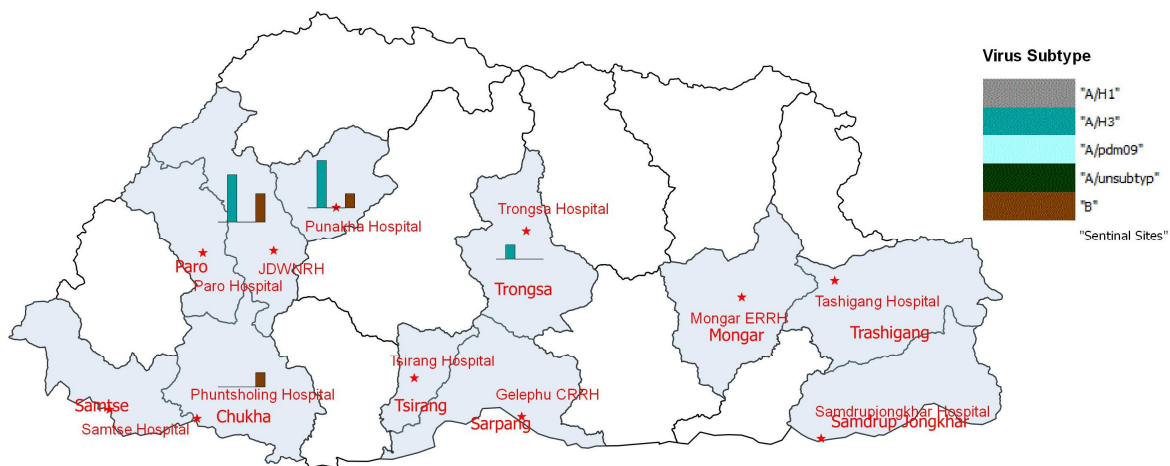 Virus Subtype
"A/H1"
"A/H3"
"A/pdm09"
"A/unsubtyp"
"B"
"Sentinal Sites"
Punakha Hospital
Trongsa Hospital
Paro
JDWNRH
Paro Hospital
Trongsa
Tashigang Hospital
Mongar ERRH
Mongar
Trashigang
Tsirang Hospital
Phuntsholing Hospital
Gelephu CRRH
Tsirang
Samtse
Chukha
Sarpang
Samtse Hospital
Samdrupjongkhar Hospital
Samdrup Jongkhar